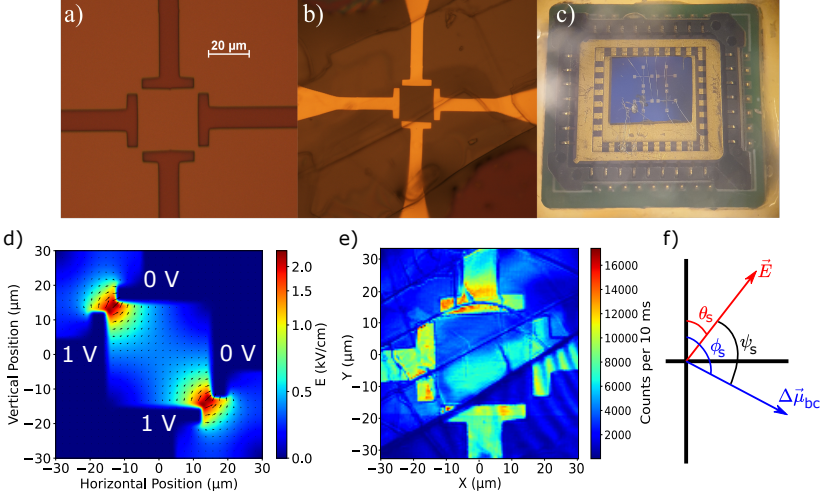 a)
20 µm
b)
c)
d)
30
20
10
0
−10
−20
−30
−30 −20 −10 0 10 20 30
Vertical Position (µm)
Horizontal Position (µm)
0 V
1 V
0 V
1 V
2.0
1.0
0.5
0.0
E (kV/cm)
e)
30
20
10
0
−10
−20
−30
−30 −20 −10 0 10 20 30
Y (µm)
X (µm)
16000
14000
12000
10000
8000
6000
4000
2000
Counts per 10 ms
f)
E⃗
θs
ϕs
ψs
Δμ⃗bc